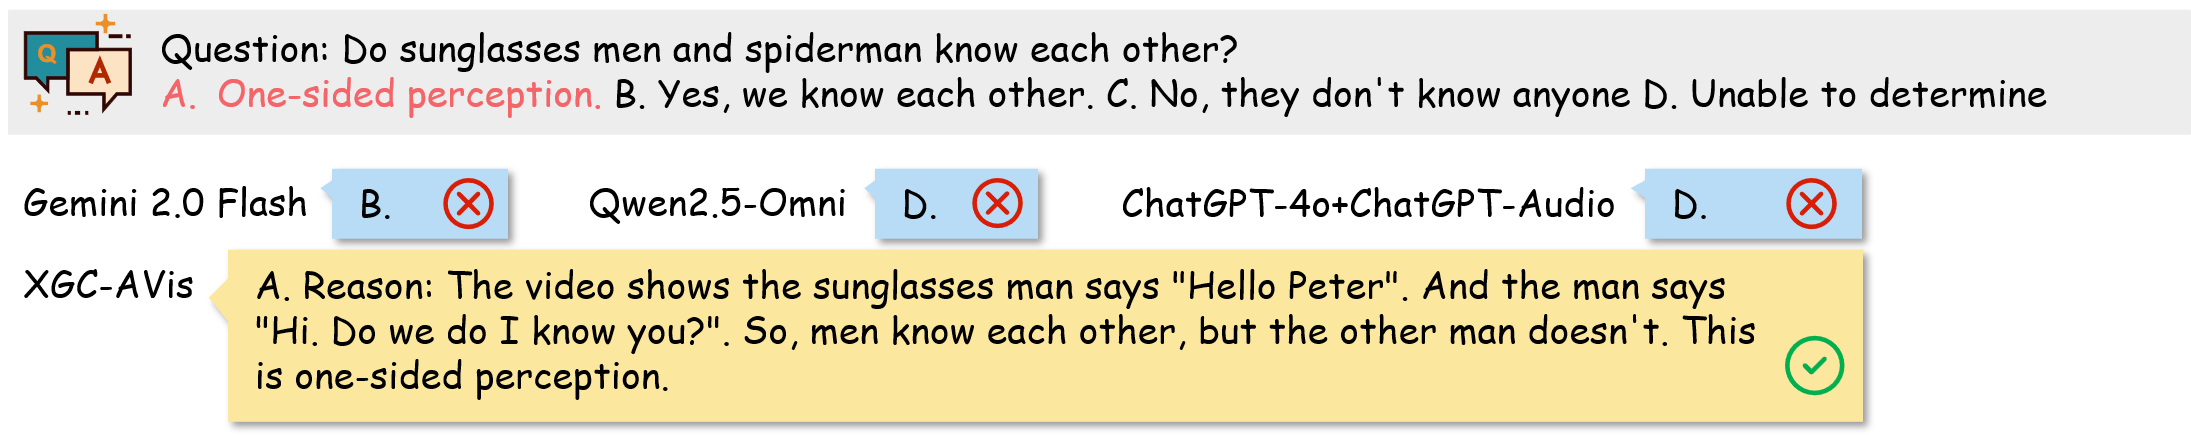 Q
A
Question: Do sunglasses men and spiderman know each other?
A. One-sided perception. B. Yes, we know each other. C. No, they don't know anyone D. Unable to determine
Gemini 2.0 Flash B. Qwen2.5-Omni D. ChatGPT-4o+ChatGPT-Audio D.
XGC-AVis A. Reason: The video shows the sunglasses man says "Hello Peter". And the man says
"Hi. Do we do I know you?". So, men know each other, but the other man doesn't. This
is one-sided perception.